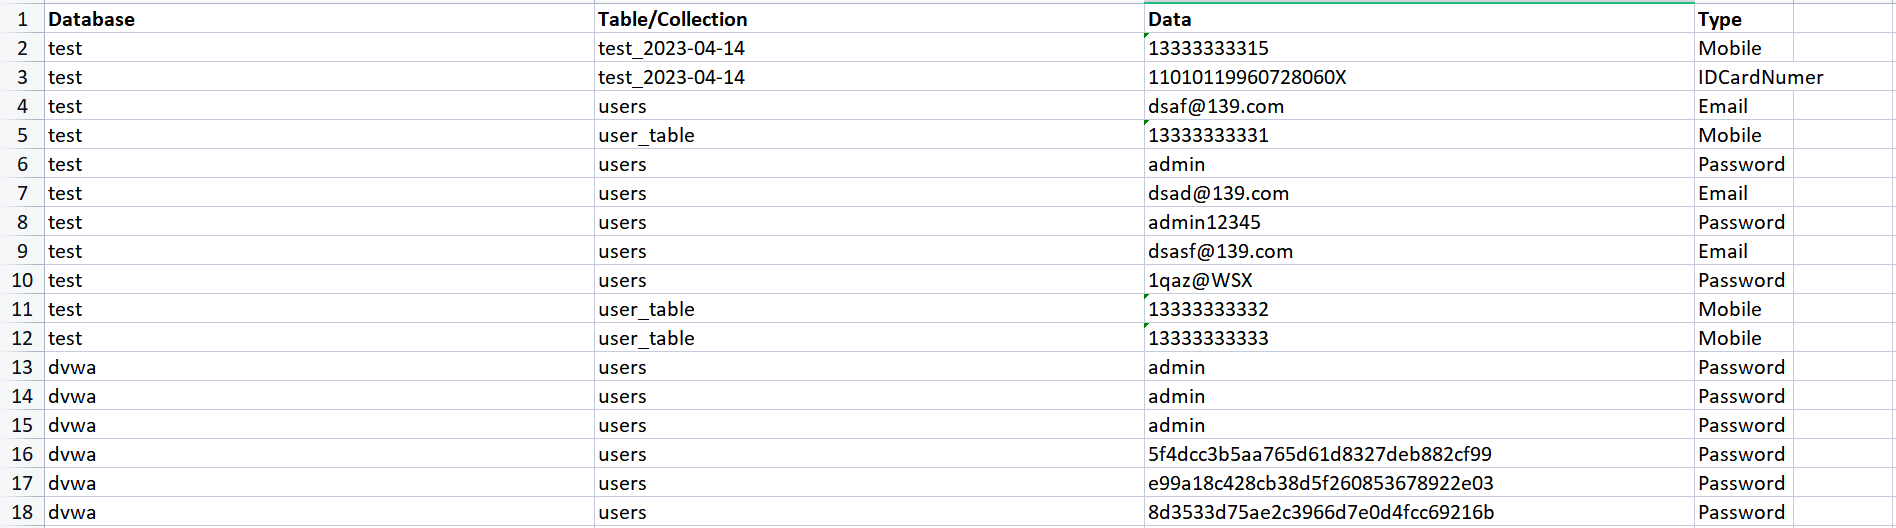 1 Database Table/Collection Data Type
2 test test_2023-04-14 13333333315 Mobile
3 test test_2023-04-14 11010119960728060X IDCardNumer
4 test users dsaf@139.com Email
5 test user_table 13333333331 Mobile
6 test users admin Password
7 test users dsad@139.com Email
8 test users admin12345 Password
9 test users dsasf@139.com Email
10 test users 1qaz@WSX Password
11 test user_table 13333333332 Mobile
12 test user_table 13333333333 Mobile
13 dvwa users admin Password
14 dvwa users admin Password
15 dvwa users admin Password
16 dvwa users 5f4dcc3b5aa765d61d8327deb882cf99 Password
17 dvwa users e99a18c428cb38d5f260853678922e03 Password
18 dvwa users 8d3533d75ae2c3966d7e0d4fcc69216b Password